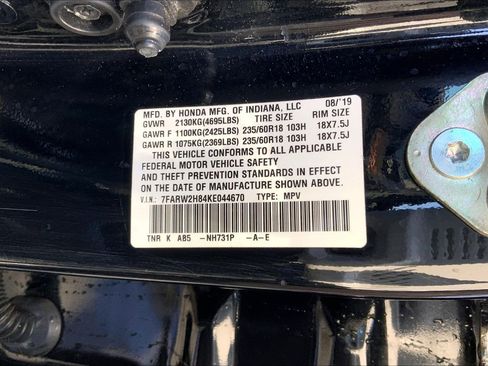 MFD. BY HONDA MFG. OF INDIANA, LLC 08/'19
GVWR 2130KG(4695LBS) TIRE SIZE RIM SIZE
GAWR F 1100KG(2425LBS) 235/60R18 103H 18X7.5J
GAWR R 1075KG(2369LBS) 235/60R18 103H 18X7.5J
THIS VEHICLE CONFORMS TO ALL APPLICABLE
FEDERAL MOTOR VEHICLE SAFETY
AND THEFT PREVENTION STANDARDS IN EFFECT
ON THE DATE OF MANUFACTURE SHOWN ABOVE.
V.I.N.: 7FARW2H84KE044670 TYPE: MPV
TNR K AB5 -NH731P -A-E